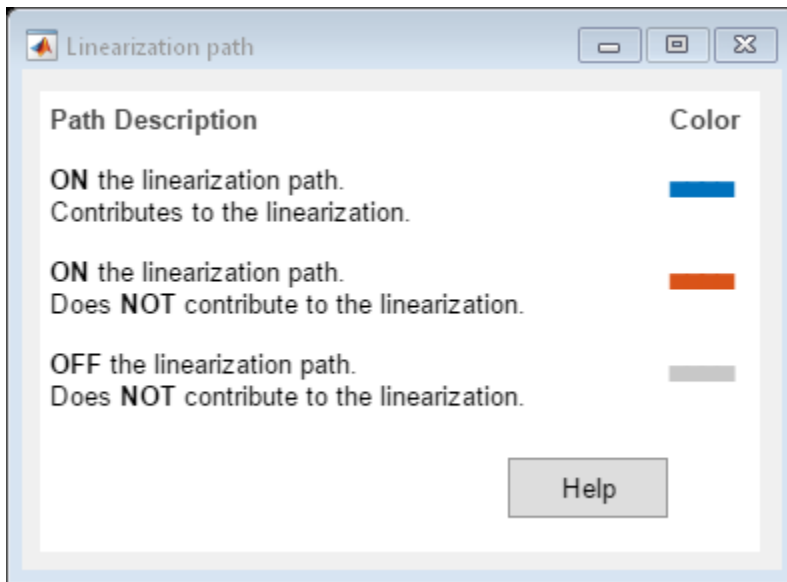 Linearization path
Path Description Color
ON the linearization path.
Contributes to the linearization.
ON the linearization path.
Does NOT contribute to the linearization.
OFF the linearization path.
Does NOT contribute to the linearization.
Help